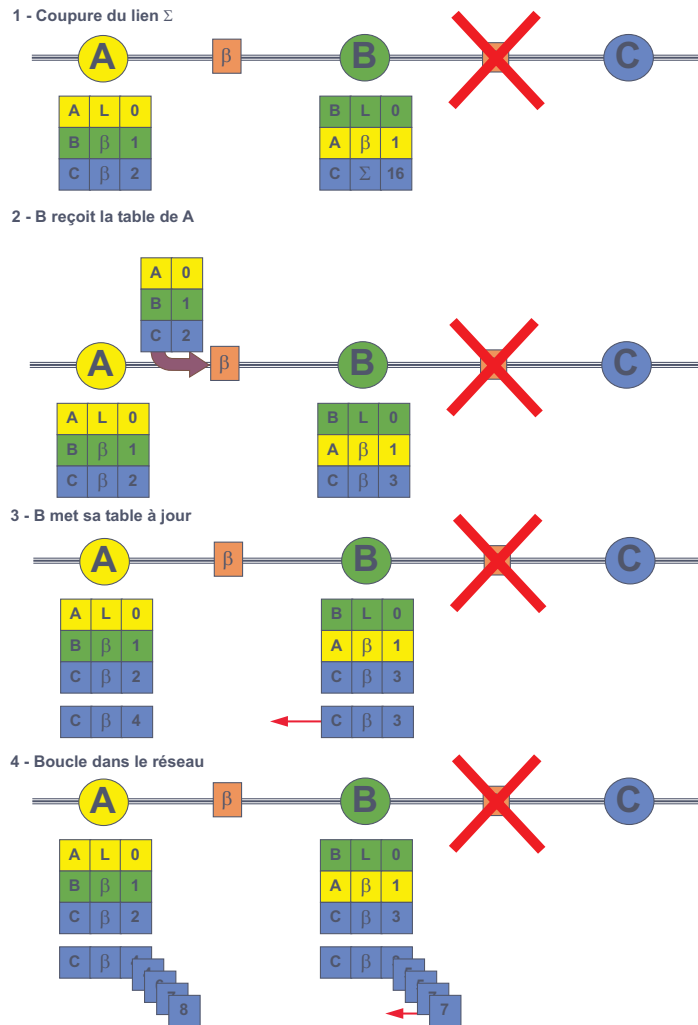 1 - Coupure du lien Σ
A β B C
A L 0 B L 0
B β 1 A β 1
C β 2 C Σ 16
2 - B reçoit la table de A
A 0
B 1
C 2
A β B C
A L 0 B L 0
B β 1 A β 1
C β 2 C β 3
3 - B met sa table à jour
A β B C
A L 0 B L 0
B β 1 A β 1
C β 2 C β 3
C β 4 C β 3
4 - Boucle dans le réseau
A β B C
A L 0 B L 0
B β 1 A β 1
C β 2 C β 3
C β C β
8 7